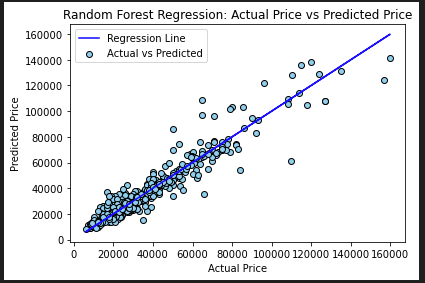 Random Forest Regression: Actual Price vs Predicted Price
Regression Line
Actual vs Predicted
Predicted Price
160000
140000
120000
100000
80000
60000
40000
20000
0
0 20000 40000 60000 80000 100000 120000 140000 160000
Actual Price